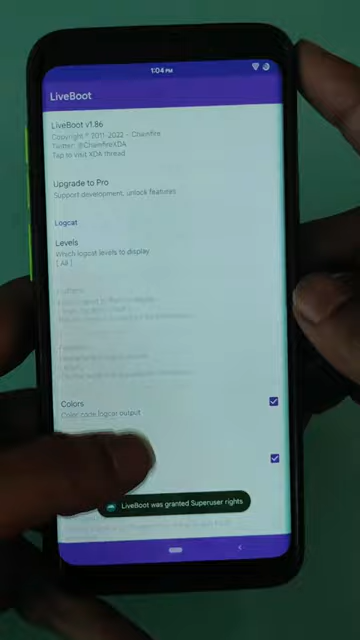 1:04 PM
LiveBoot
LiveBoot v1.86
Copyright © 2011-2022 - Chainfire
Twitter: @ChainfireXDA
Tap to visit XDA thread
Upgrade to Pro
Support development, unlock features
Logcat
Levels
Which logcat levels to display
[ All ]
Colors
Color code logcat output
LiveBoot was granted Superuser rights